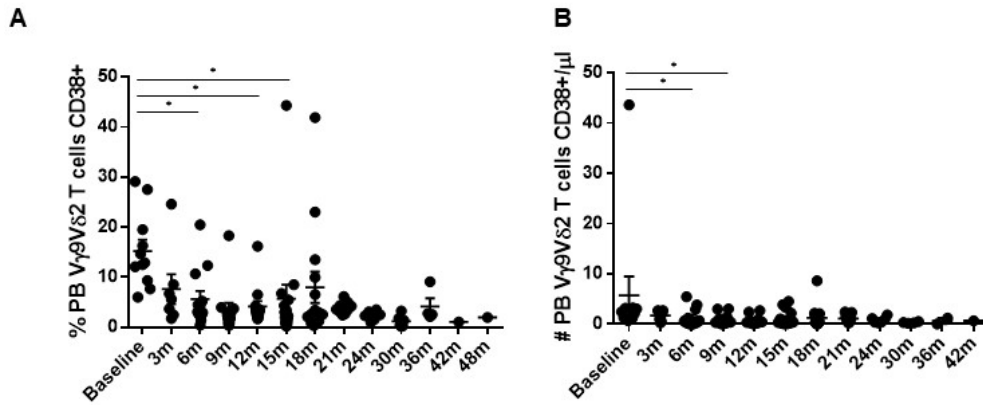 A
B
% PB Vγ9Vδ2 T cells CD38+
50
40
30
20
10
0
*
*
*
Baseline
3m
6m
9m
12m
15m
18m
21m
24m
30m
36m
42m
48m
# PB Vγ9Vδ2 T cells CD38+/µl
50
40
30
20
10
0
*
*
Baseline
3m
6m
9m
12m
15m
18m
21m
24m
30m
36m
42m